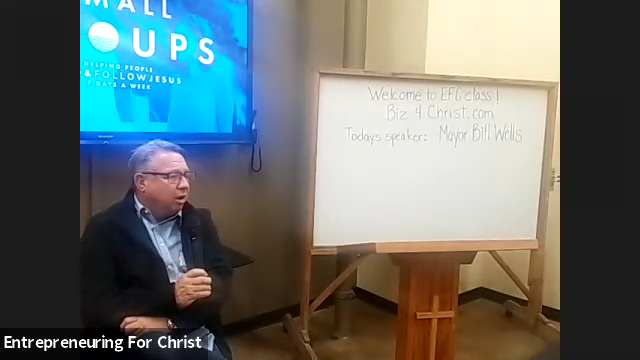 MALL
OUPS
HELPING PEOPLE
& FOLLOW JESUS
7 DAYS A WEEK
Welcome to EFC class!
Biz 4 Christ.com
Todays speaker: Mayor Bill Wells
Entrepreneuring For Christ